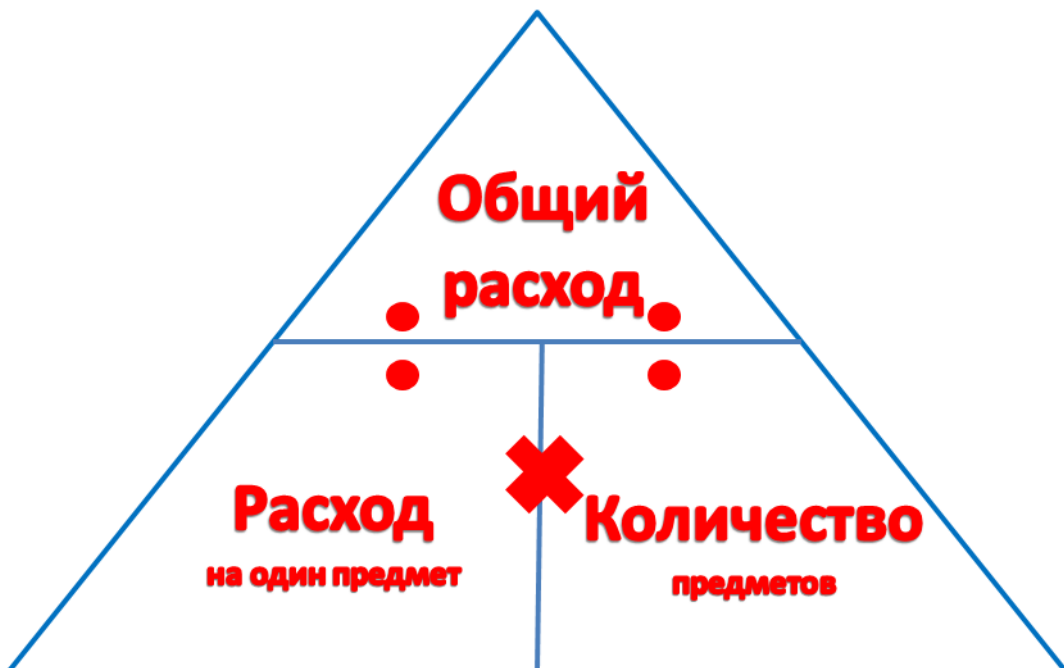 Общий
расход
Расход
на один предмет
Количество
предметов